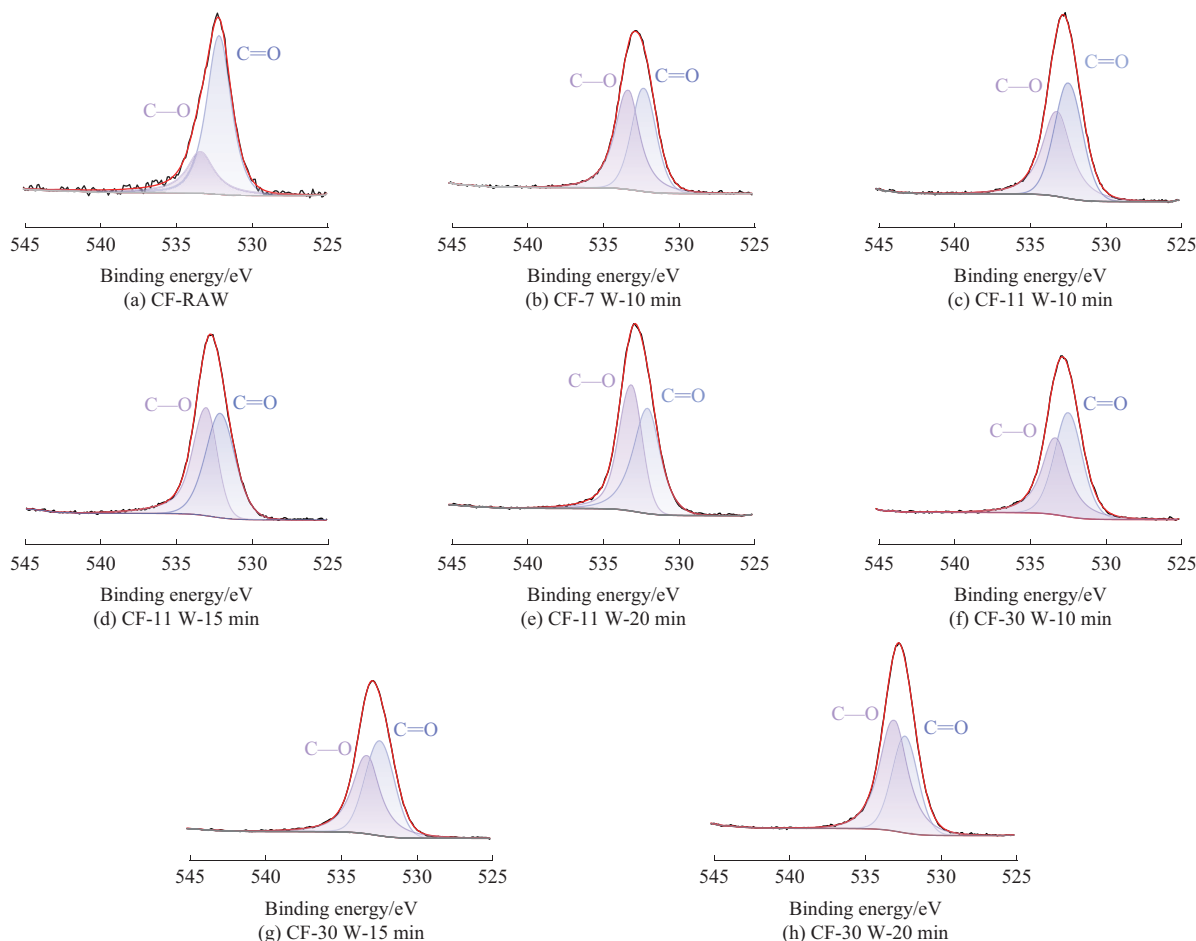 C=O
C—O
545 540 535 530 525
Binding energy/eV
(a) CF-RAW
C—O C=O
545 540 535 530 525
Binding energy/eV
(b) CF-7 W-10 min
C=O
C—O
545 540 535 530 525
Binding energy/eV
(c) CF-11 W-10 min
C—O C=O
545 540 535 530 525
Binding energy/eV
(d) CF-11 W-15 min
C—O
C=O
545 540 535 530 525
Binding energy/eV
(e) CF-11 W-20 min
C=O
C—O
545 540 535 530 525
Binding energy/eV
(f) CF-30 W-10 min
C=O
C—O
545 540 535 530 525
Binding energy/eV
(g) CF-30 W-15 min
C—O
C=O
545 540 535 530 525
Binding energy/eV
(h) CF-30 W-20 min